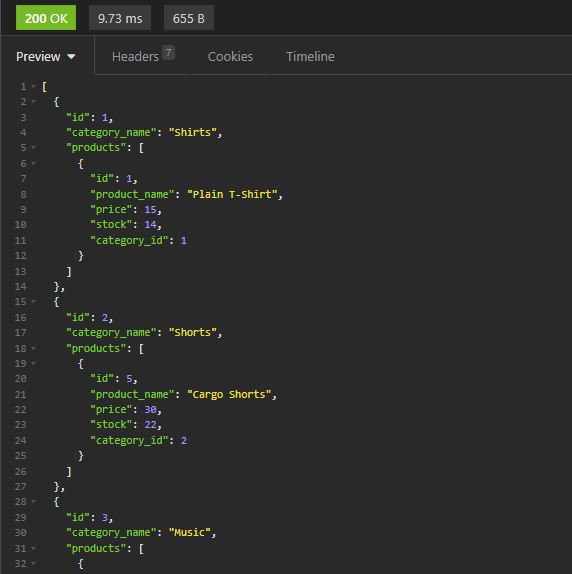 200 OK 9.73 ms 655 B
Preview Headers 7 Cookies Timeline
1 [
2 {
3 "id": 1,
4 "category_name": "Shirts",
5 "products": [
6 {
7 "id": 1,
8 "product_name": "Plain T-Shirt",
9 "price": 15,
10 "stock": 14,
11 "category_id": 1
12 }
13 ]
14 },
15 {
16 "id": 2,
17 "category_name": "Shorts",
18 "products": [
19 {
20 "id": 5,
21 "product_name": "Cargo Shorts",
22 "price": 30,
23 "stock": 22,
24 "category_id": 2
25 }
26 ]
27 },
28 {
29 "id": 3,
30 "category_name": "Music",
31 "products": [
32 {